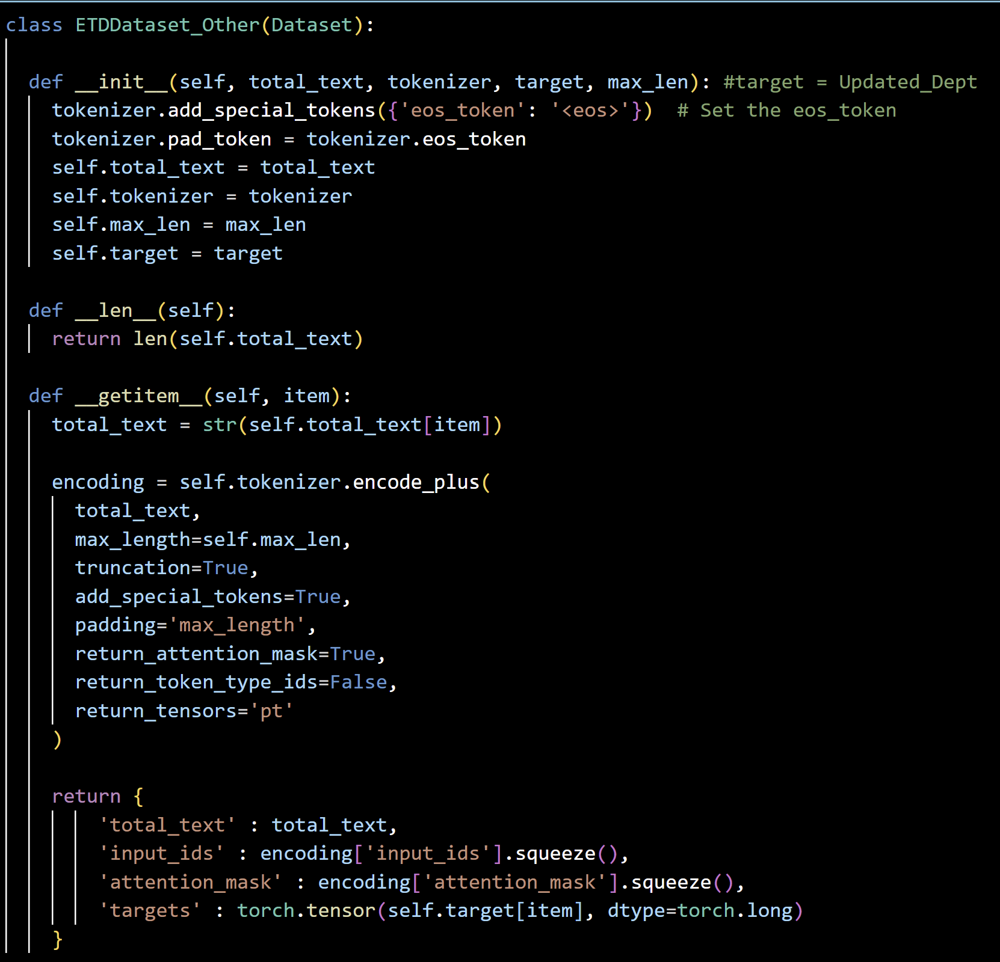 class ETDDataset_Other(Dataset):
def __init__(self, total_text, tokenizer, target, max_len): #target = Updated_Dept
tokenizer.add_special_tokens({'eos_token': '<eos>'})  # Set the eos_token
tokenizer.pad_token = tokenizer.eos_token
self.total_text = total_text
self.tokenizer = tokenizer
self.max_len = max_len
self.target = target
def __len__(self):
return len(self.total_text)
def __getitem__(self, item):
total_text = str(self.total_text[item])
encoding = self.tokenizer.encode_plus(
total_text,
max_length=self.max_len,
truncation=True,
add_special_tokens=True,
padding='max_length',
return_attention_mask=True,
return_token_type_ids=False,
return_tensors='pt'
)
return {
'total_text' : total_text,
'input_ids' : encoding['input_ids'].squeeze(),
'attention_mask' : encoding['attention_mask'].squeeze(),
'targets' : torch.tensor(self.target[item], dtype=torch.long)
}